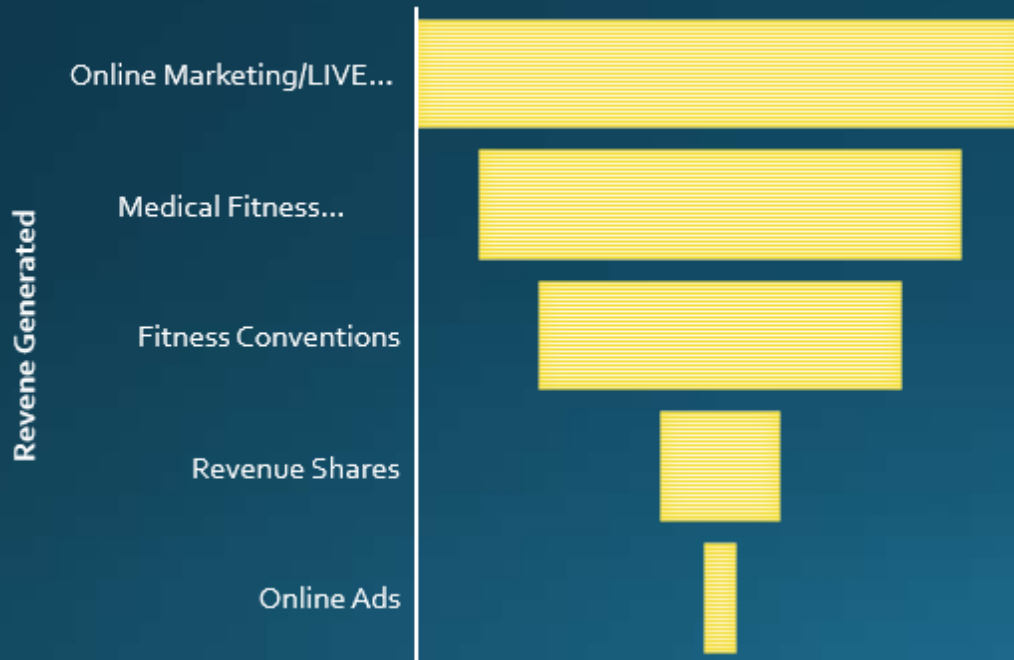 Revene Generated
Online Marketing/LIVE...
Medical Fitness...
Fitness Conventions
Revenue Shares
Online Ads